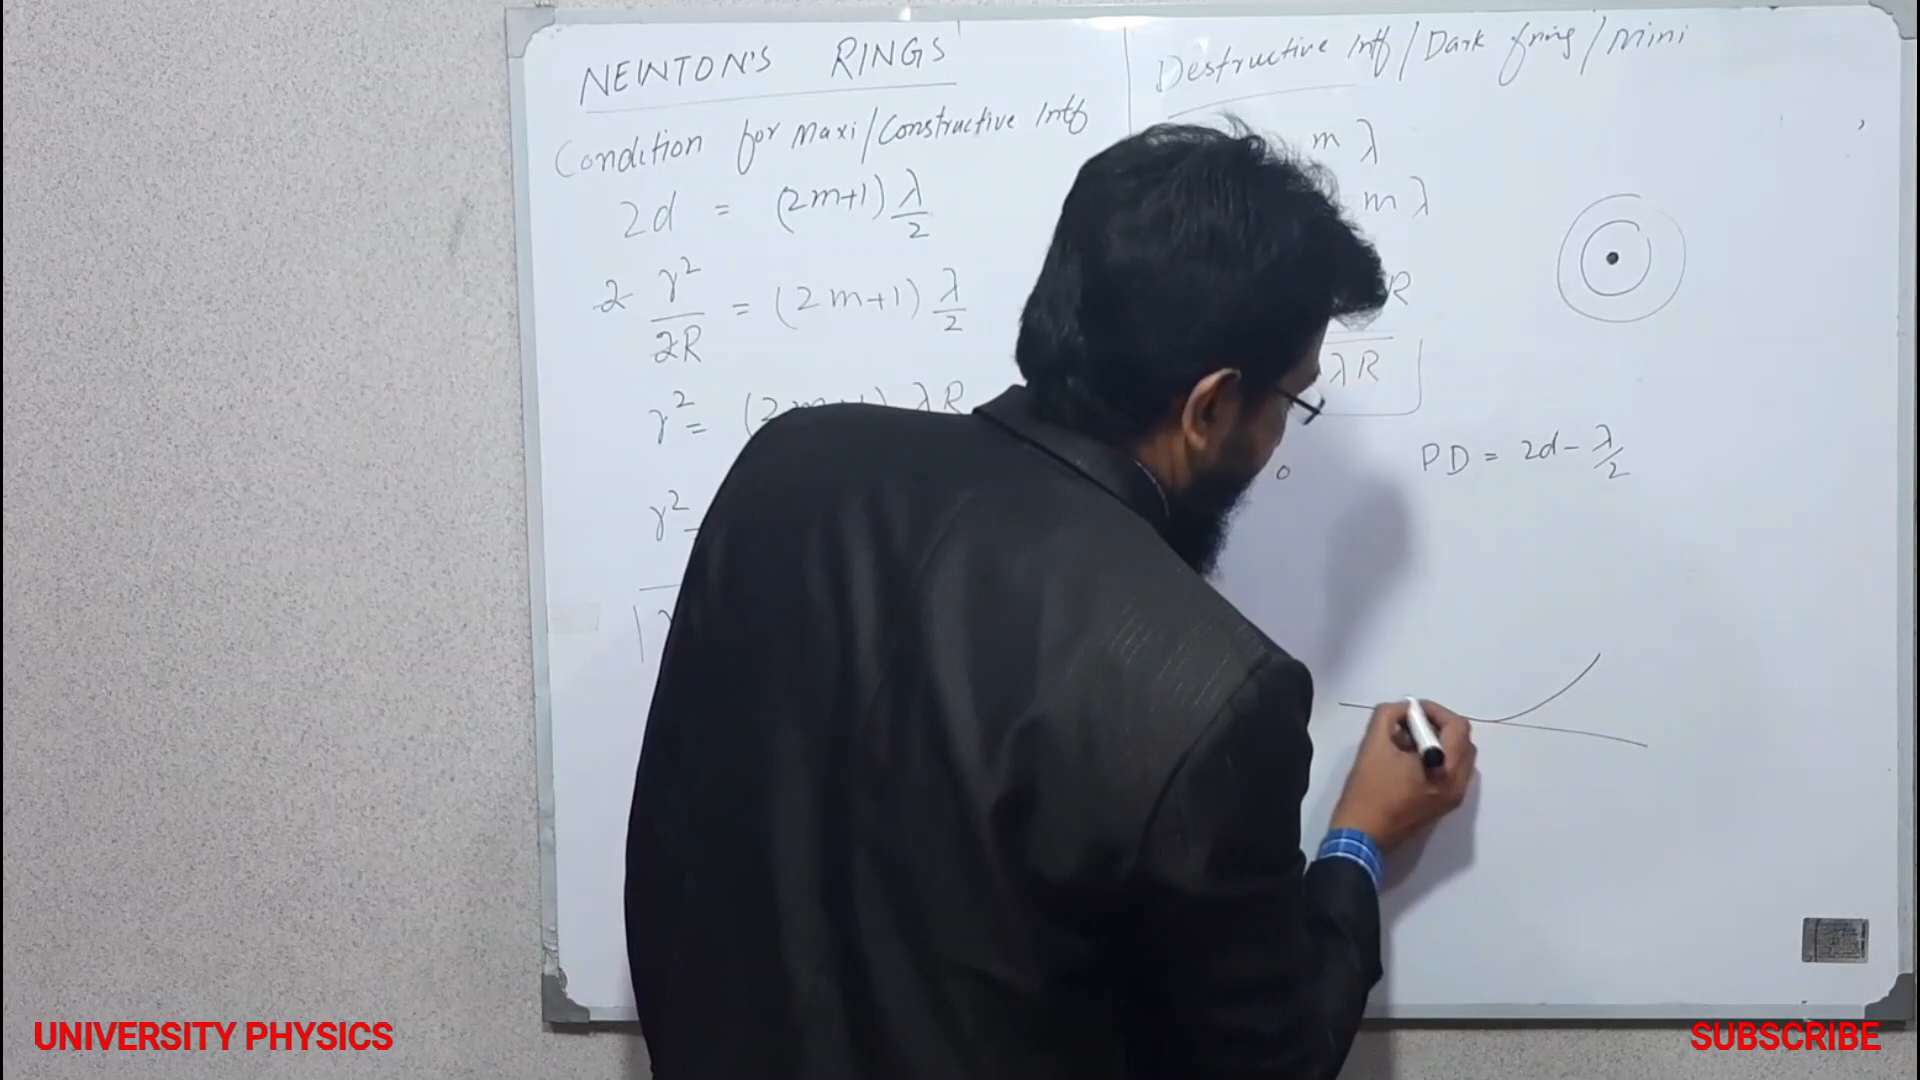 NEWTON'S RINGS
Condition for Maxi/Constructive Intf
2d = (2m+1) λ/2
2 r²/2R = (2m+1) λ/2
r² = (2m+1) λR
r²
Destructive Intf/Dark fring/Mini
m λ
m λ
R
λR
PD = 2d - λ/2
UNIVERSITY PHYSICS
SUBSCRIBE